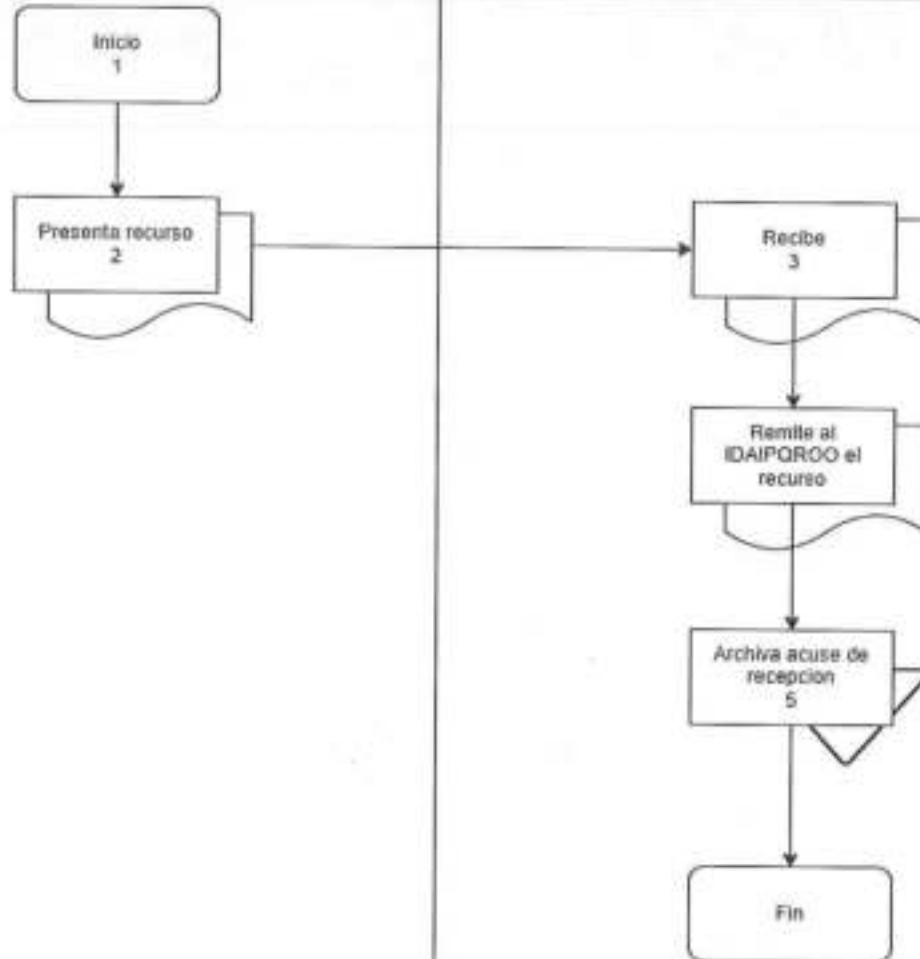 Inicio
1
Presenta recurso
2
Recibe
3
Remite al
IDAIPQROO el
recurso
Archiva acuse de
recepcion
5
Fin